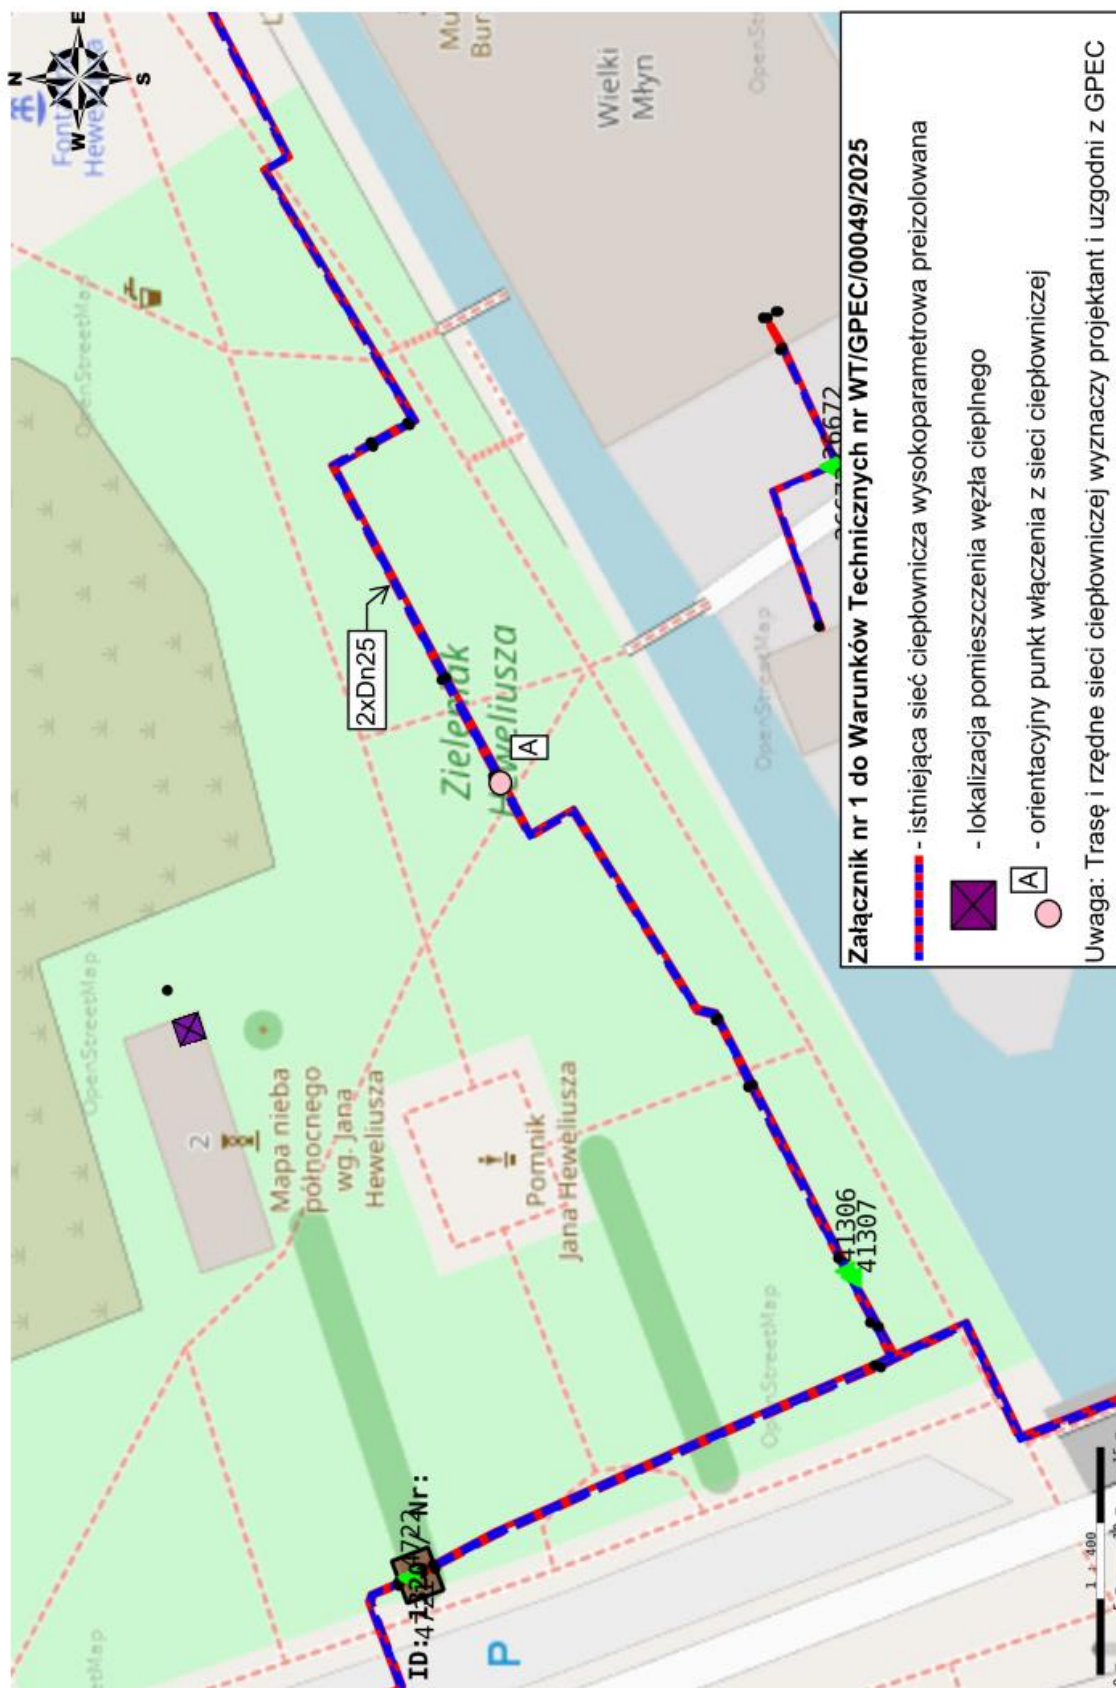 N
E
S
W
Heweliusza
Wielki
Młyn
OpenStreetMap
OpenStreetMap
2xDn25
Zieleniak
Heweliusza
A
OpenStreetMap
26672
OpenStreetMap
2
Mapa nieba
północnego
wg. Jana
Heweliusza
Pomnik
Jana Heweliusza
41306
41307
OpenStreetMap
Nr:
ID:
P
1 : 400
Załącznik nr 1 do Warunków Technicznych nr WT/GPEC/00049/2025
- istniejąca sieć ciepłownicza wysokoparametrowa preizolowana
- lokalizacja pomieszczenia węzła cieplnego
A
- orientacyjny punkt włączenia z sieci ciepłowniczej
Uwaga: Trasę i rzędne sieci ciepłowniczej wyznaczy projektant i uzgodni z GPEC